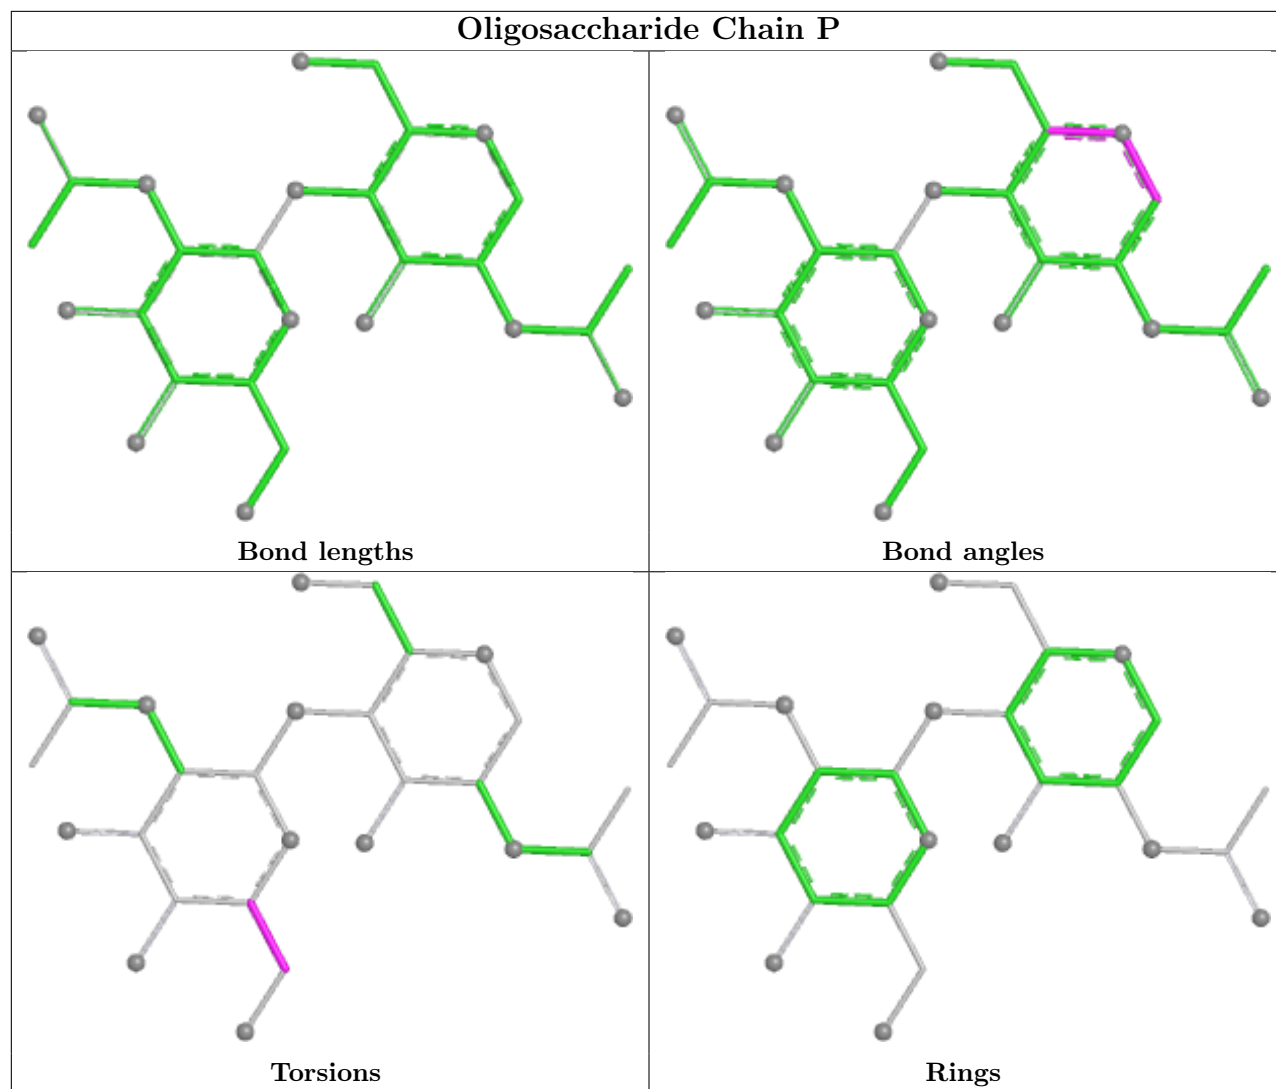 Oligosaccharide Chain P
Bond lengths
Bond angles
Torsions
Rings